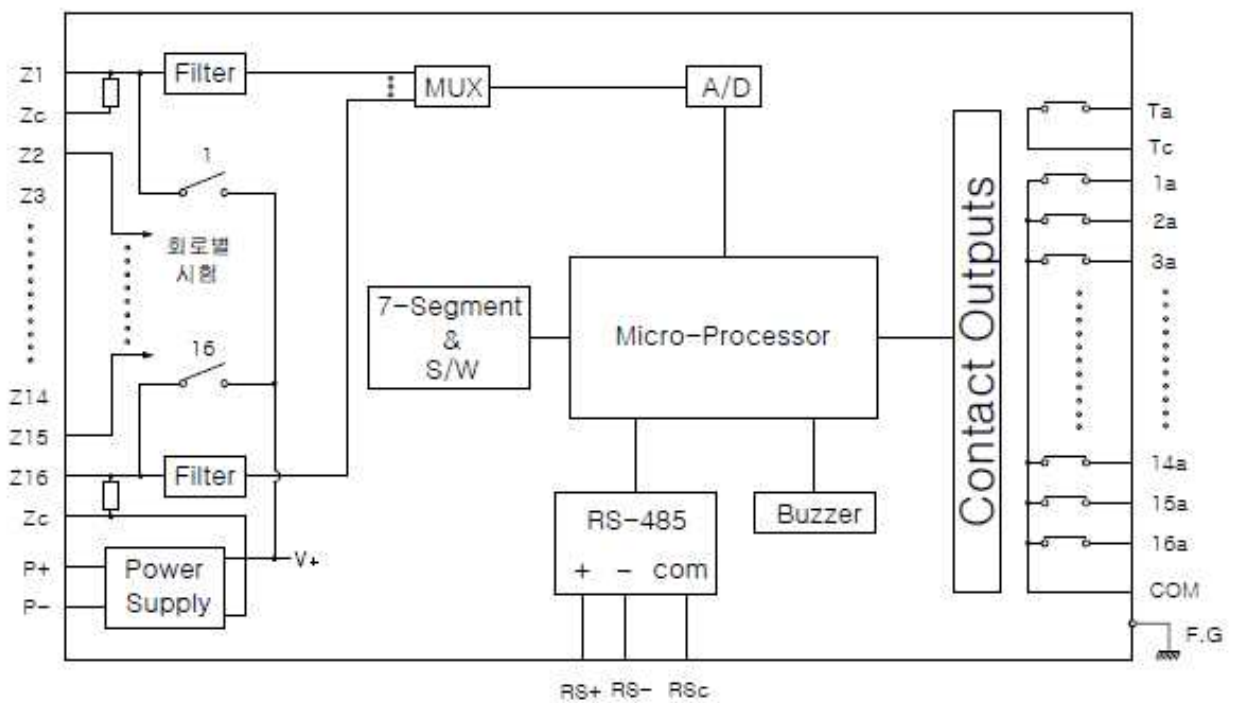 Z1
Zc
Z2
Z3
Z14
Z15
Z16
Zc
P+
P-
Filter
1
회로별
시험
16
Filter
Power
Supply
V+
MUX
A/D
7-Segment
&
S/W
Micro-Processor
RS-485
+ - com
Buzzer
RS+ RS- RSc
Contact Outputs
Ta
Tc
1a
2a
3a
14a
15a
16a
COM
F.G